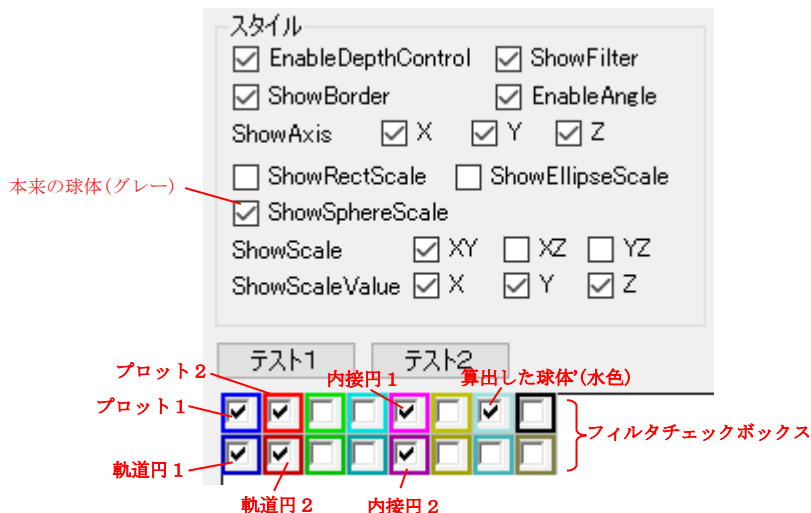 スタイル
EnableDepthControl ShowFilter
ShowBorder EnableAngle
ShowAxis X Y Z
本来の球体(グレー)
ShowRectScale ShowEllipseScale
ShowSphereScale
ShowScale XY XZ YZ
ShowScaleValue X Y Z
テスト1 テスト2
プロット2
内接円1
算出した球体'(水色)
プロット1
フィルタチェックボックス
軌道円1
軌道円2
内接円2